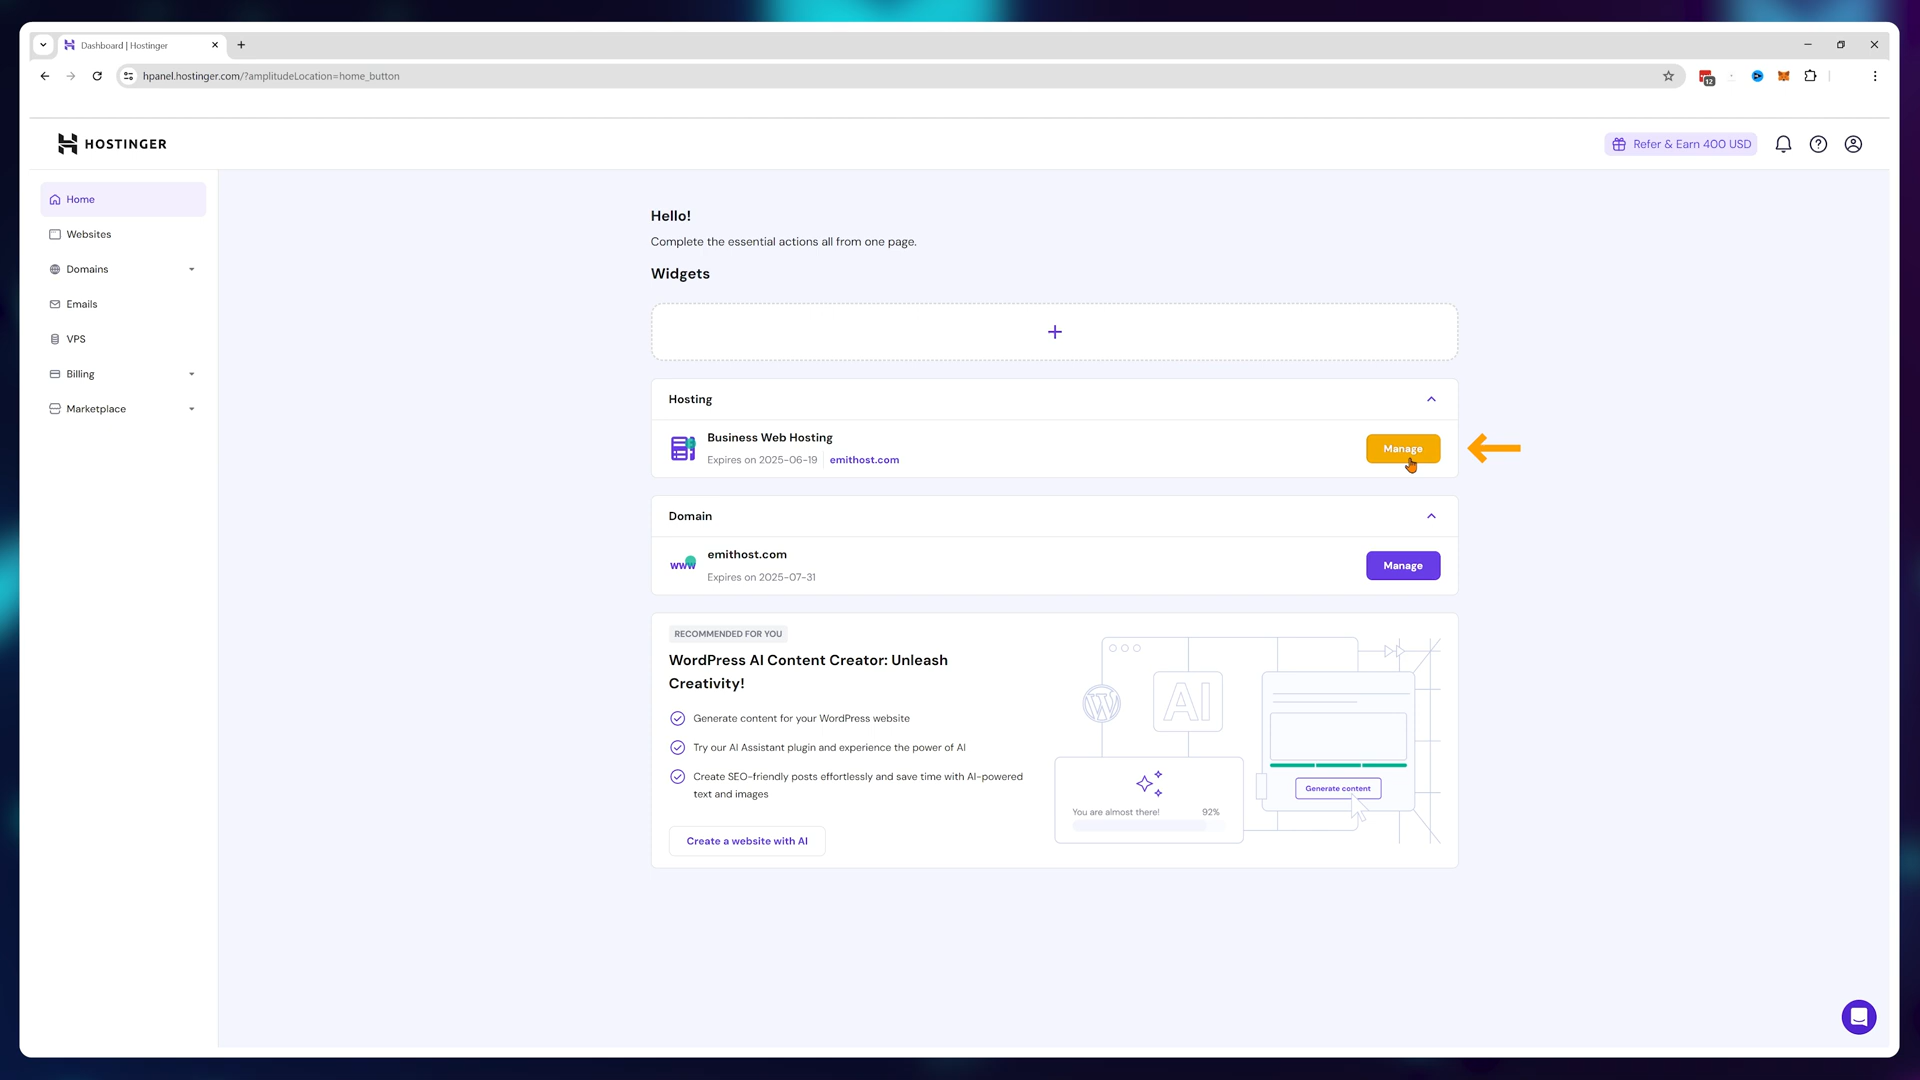 Dashboard | Hostinger
hpanel.hostinger.com/?amplitudeLocation=home_button
12
HOSTINGER
Refer & Earn 400 USD
Home
Websites
Domains
Emails
VPS
Billing
Marketplace
Hello!
Complete the essential actions all from one page.
Widgets
Hosting
Business Web Hosting
Expires on 2025-06-19
emithost.com
Manage
Domain
www
emithost.com
Expires on 2025-07-31
Manage
RECOMMENDED FOR YOU
WordPress AI Content Creator: Unleash
Creativity!
Generate content for your WordPress website
Try our AI Assistant plugin and experience the power of AI
Create SEO-friendly posts effortlessly and save time with AI-powered
text and images
Create a website with AI
AI
You are almost there! 92%
Generate content